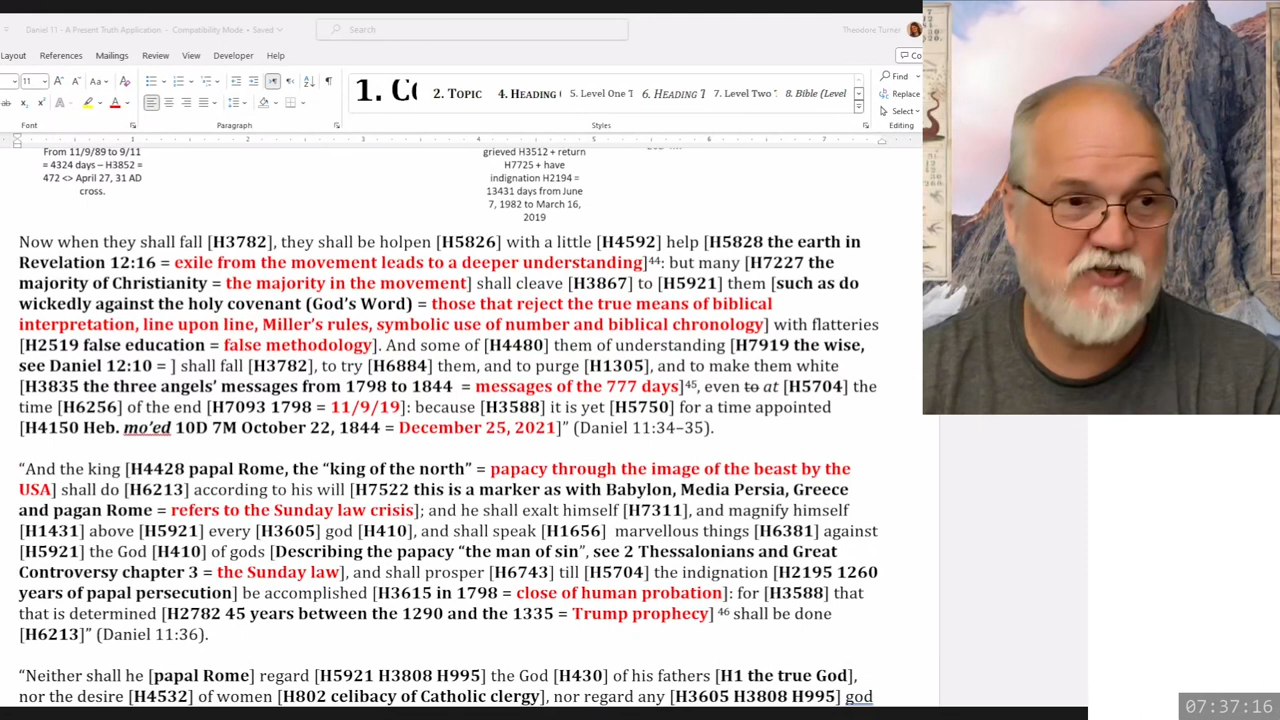 Daniel 11 - A Present Truth Application - Compatibility Mode • Saved
Search
Theodore Turner
Layout References Mailings Review View Developer Help
Co
11 A A Aa A
ab x x A A
Find
Replace
Select
1. Co 2. TOPIC 4. HEADING 5. Level One T 6. HEADING T 7. Level Two T 8. Bible (Level
Font Paragraph Styles Editing
1 2 3 4 5 6 7
From 11/9/89 to 9/11
= 4324 days – H3852 =
472 <> April 27, 31 AD
cross.
grieved H3512 + return
H7725 + have
indignation H2194 =
13431 days from June
7, 1982 to March 16,
2019
Now when they shall fall [H3782], they shall be holpen [H5826] with a little [H4592] help [H5828 the earth in
Revelation 12:16 = exile from the movement leads to a deeper understanding]44: but many [H7227 the
majority of Christianity = the majority in the movement] shall cleave [H3867] to [H5921] them [such as do
wickedly against the holy covenant (God’s Word) = those that reject the true means of biblical
interpretation, line upon line, Miller’s rules, symbolic use of number and biblical chronology] with flatteries
[H2519 false education = false methodology]. And some of [H4480] them of understanding [H7919 the wise,
see Daniel 12:10 = ] shall fall [H3782], to try [H6884] them, and to purge [H1305], and to make them white
[H3835 the three angels’ messages from 1798 to 1844 = messages of the 777 days]45, even to at [H5704] the
time [H6256] of the end [H7093 1798 = 11/9/19]: because [H3588] it is yet [H5750] for a time appointed
[H4150 Heb. mo’ed 10D 7M October 22, 1844 = December 25, 2021]” (Daniel 11:34–35).
“And the king [H4428 papal Rome, the “king of the north” = papacy through the image of the beast by the
USA] shall do [H6213] according to his will [H7522 this is a marker as with Babylon, Media Persia, Greece
and pagan Rome = refers to the Sunday law crisis]; and he shall exalt himself [H7311], and magnify himself
[H1431] above [H5921] every [H3605] god [H410], and shall speak [H1656] marvellous things [H6381] against
[H5921] the God [H410] of gods [Describing the papacy “the man of sin”, see 2 Thessalonians and Great
Controversy chapter 3 = the Sunday law], and shall prosper [H6743] till [H5704] the indignation [H2195 1260
years of papal persecution] be accomplished [H3615 in 1798 = close of human probation]: for [H3588] that
that is determined [H2782 45 years between the 1290 and the 1335 = Trump prophecy] 46 shall be done
[H6213]” (Daniel 11:36).
“Neither shall he [papal Rome] regard [H5921 H3808 H995] the God [H430] of his fathers [H1 the true God],
nor the desire [H4532] of women [H802 celibacy of Catholic clergy], nor regard any [H3605 H3808 H995] god
07:37:16